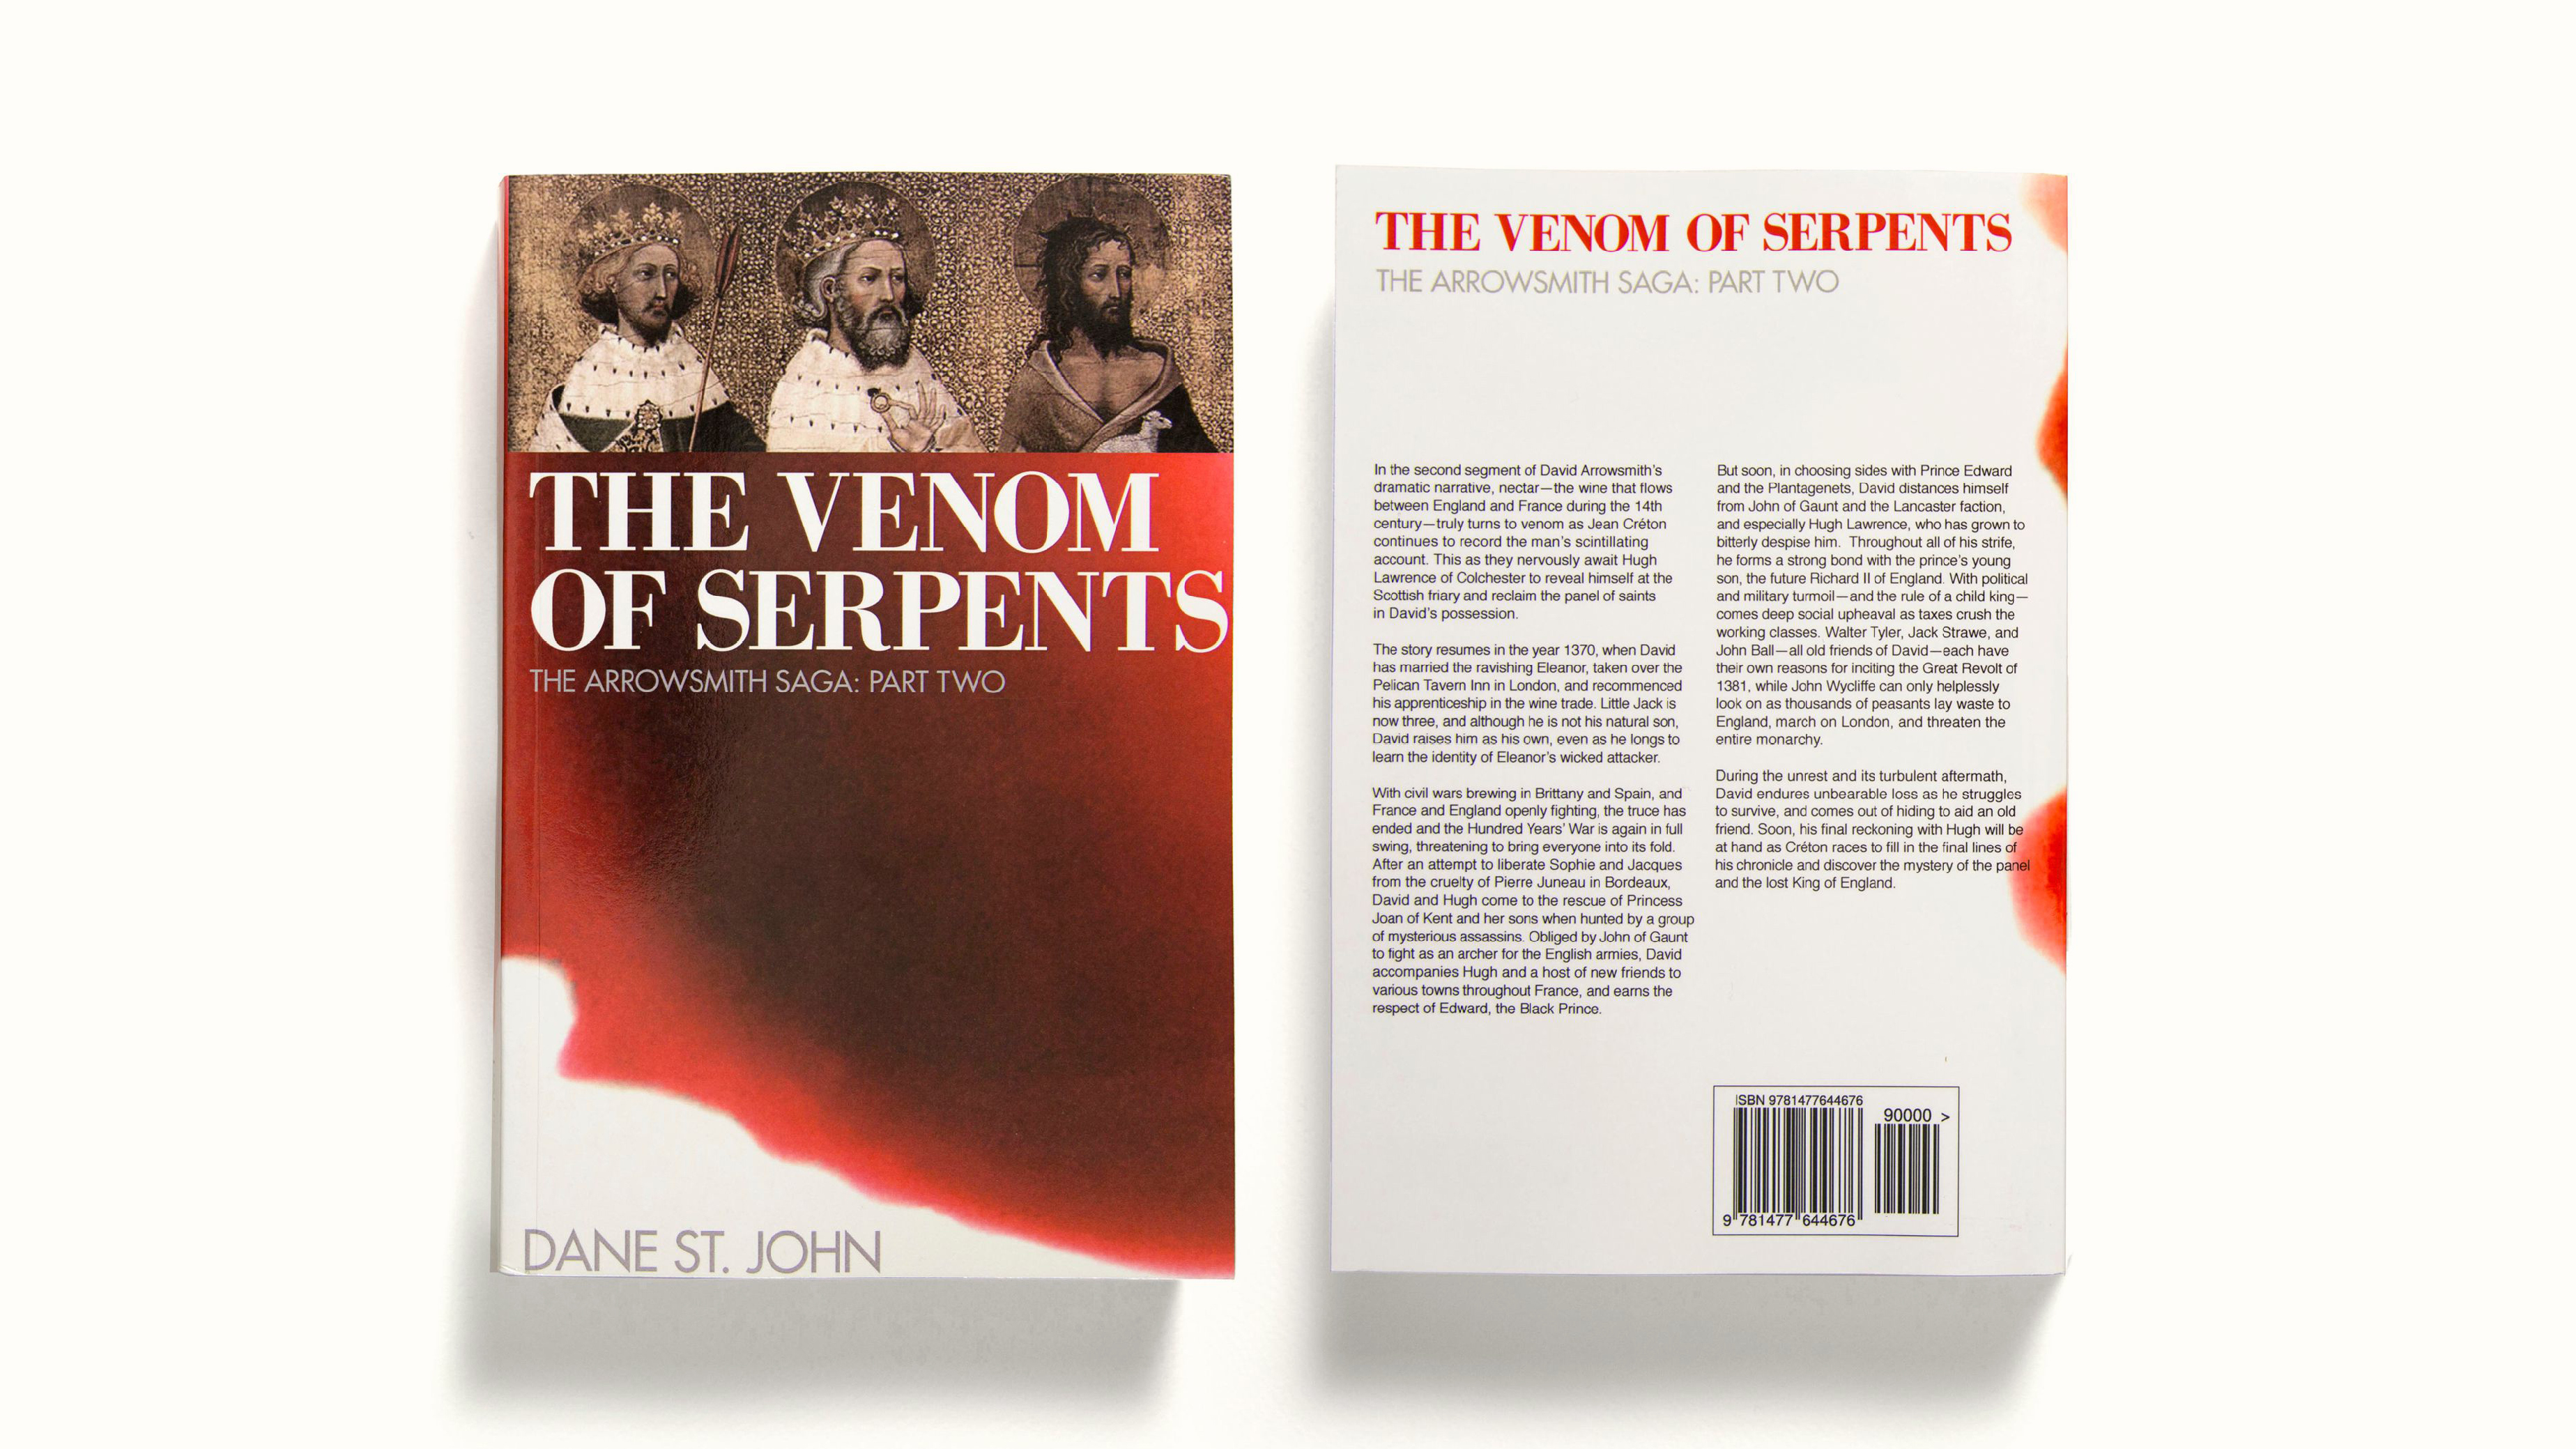 THE VENOM
OF SERPENTS
THE ARROWSMITH SAGA: PART TWO
DANE ST. JOHN
THE VENOM OF SERPENTS
THE ARROWSMITH SAGA: PART TWO
In the second segment of David Arrowsmith's
dramatic narrative, nectar—the wine that flows
between England and France during the 14th
century—truly turns to venom as Jean Créton
continues to record the man's scintillating
account. This as they nervously await Hugh
Lawrence of Colchester to reveal himself at the
Scottish friary and reclaim the panel of saints
in David's possession.
The story resumes in the year 1370, when David
has married the ravishing Eleanor, taken over the
Pelican Tavern Inn in London, and recommenced
his apprenticeship in the wine trade. Little Jack is
now three, and although he is not his natural son,
David raises him as his own, even as he longs to
learn the identity of Eleanor's wicked attacker.
With civil wars brewing in Brittany and Spain, and
France and England openly fighting, the truce has
ended and the Hundred Years' War is again in full
swing, threatening to bring everyone into its fold.
After an attempt to liberate Sophie and Jacques
from the cruelty of Pierre Juneau in Bordeaux,
David and Hugh come to the rescue of Princess
Joan of Kent and her sons when hunted by a group
of mysterious assassins. Obliged by John of Gaunt
to fight as an archer for the English armies, David
accompanies Hugh and a host of new friends to
various towns throughout France, and earns the
respect of Edward, the Black Prince.
But soon, in choosing sides with Prince Edward
and the Plantagenets, David distances himself
from John of Gaunt and the Lancaster faction,
and especially Hugh Lawrence, who has grown to
bitterly despise him. Throughout all of his strife,
he forms a strong bond with the prince's young
son, the future Richard II of England. With political
and military turmoil—and the rule of a child king—
comes deep social upheaval as taxes crush the
working classes. Walter Tyler, Jack Strawe, and
John Ball—all old friends of David—each have
their own reasons for inciting the Great Revolt of
1381, while John Wycliffe can only helplessly
look on as thousands of peasants lay waste to
England, march on London, and threaten the
entire monarchy.
During the unrest and its turbulent aftermath,
David endures unbearable loss as he struggles
to survive, and comes out of hiding to aid an old
friend. Soon, his final reckoning with Hugh will be
at hand as Créton races to fill in the final lines of
his chronicle and discover the mystery of the panel
and the lost King of England.
ISBN 9781477644676
90000 >
9 781477 644676